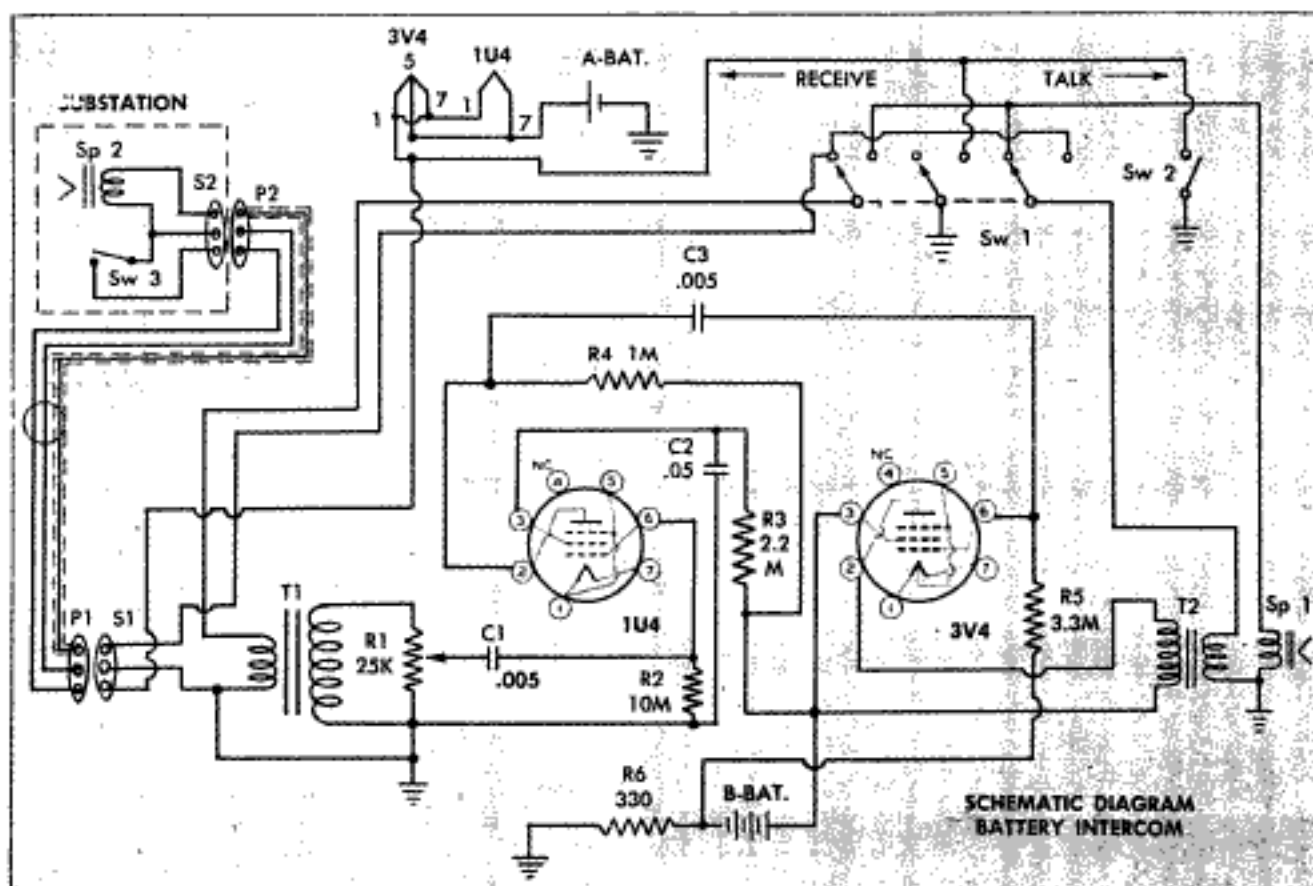 3V4
5
1U4
A-BAT.
RECEIVE
TALK
1
7
1
7
SUBSTATION
Sp 2
S2
P2
Sw 3
Sw 2
Sw 1
C3
.005
R4 1M
C2
.05
NC
4
5
3
6
2
7
1
1U4
R3
2.2
M
NC
4
5
3
6
2
7
1
3V4
R5
3.3M
T2
Sp 1
P1
S1
T1
R1
25K
C1
.005
R2
10M
R6
330
B-BAT.
SCHEMATIC DIAGRAM
BATTERY INTERCOM